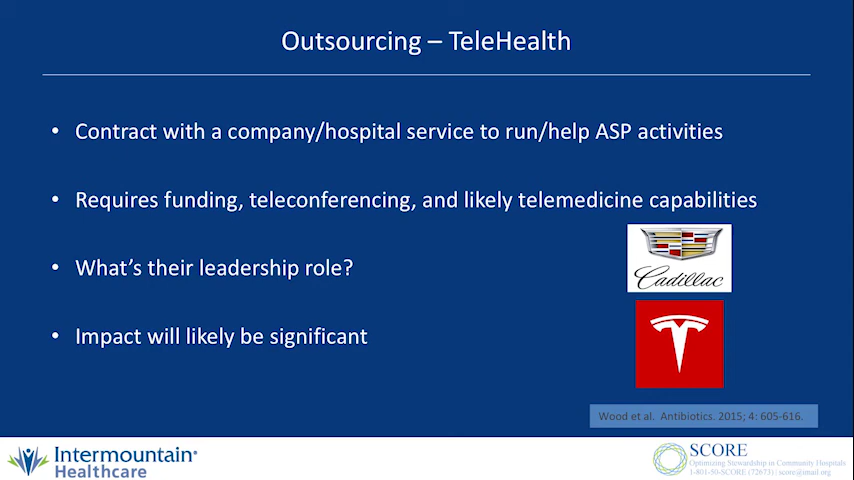 Outsourcing – TeleHealth
• Contract with a company/hospital service to run/help ASP activities
• Requires funding, teleconferencing, and likely telemedicine capabilities
• What’s their leadership role?
• Impact will likely be significant
Cadillac
Wood et al. Antibiotics. 2015; 4: 605-616.
Intermountain®
Healthcare
SCORE
Optimizing Stewardship in Community Hospitals
1-801-50-SCORE (72673) | score@imail.org